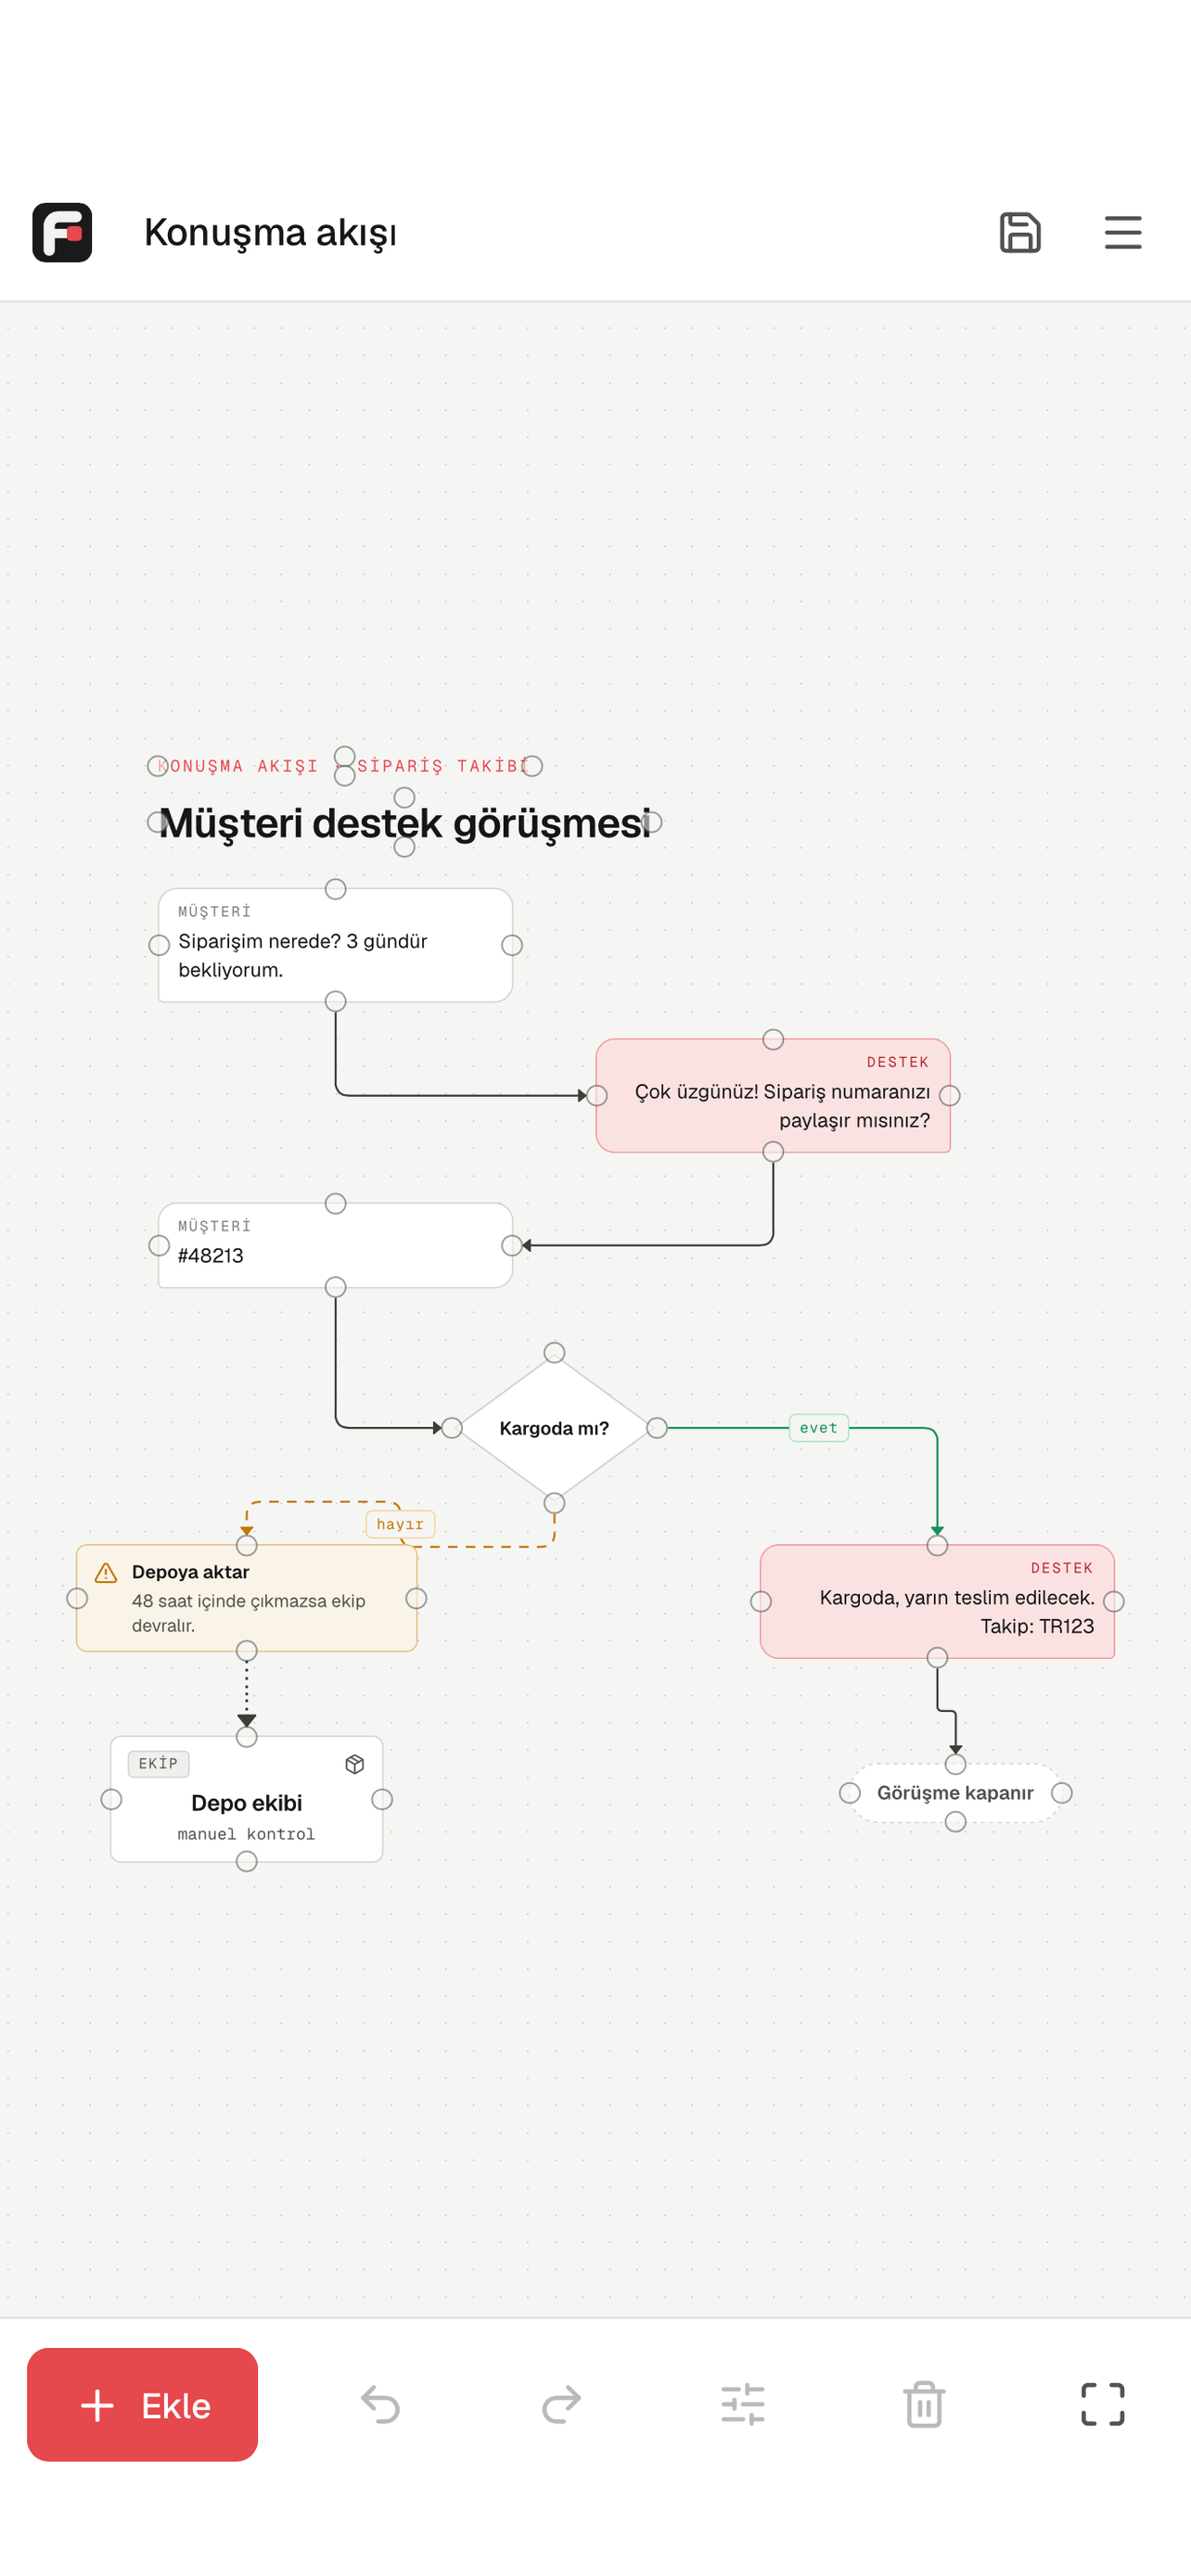 Konuşma akışı
KONUŞMA AKIŞI · SİPARİŞ TAKİBİ
Müşteri destek görüşmesi
MÜŞTERİ
Siparişim nerede? 3 gündür
bekliyorum.
DESTEK
Çok üzgünüz! Sipariş numaranızı
paylaşır mısınız?
MÜŞTERİ
#48213
Kargoda mı?
evet
hayır
Depoya aktar
48 saat içinde çıkmazsa ekip
devralır.
DESTEK
Kargoda, yarın teslim edilecek.
Takip: TR123
EKİP
Depo ekibi
manuel kontrol
Görüşme kapanır
Ekle